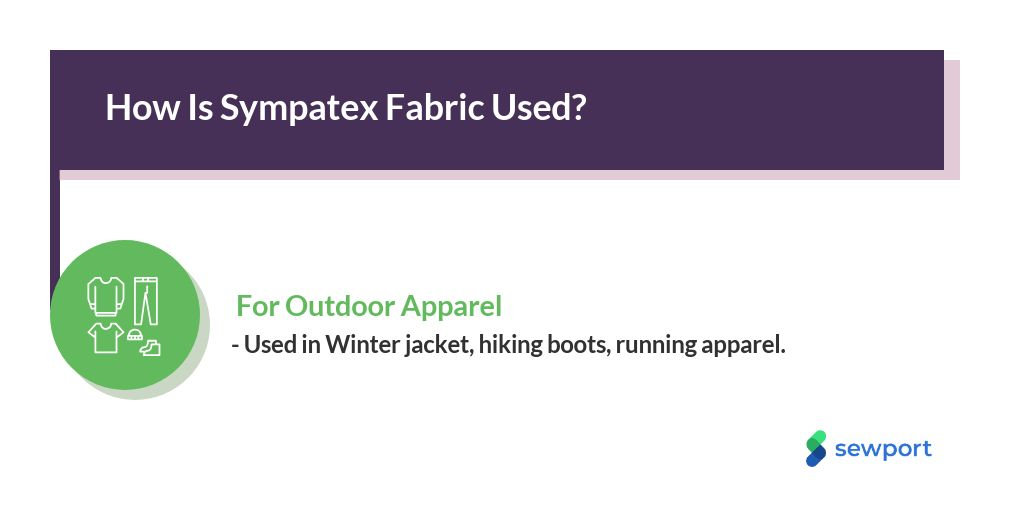 How Is Sympatex Fabric Used?
For Outdoor Apparel
- Used in Winter jacket, hiking boots, running apparel.
sewport